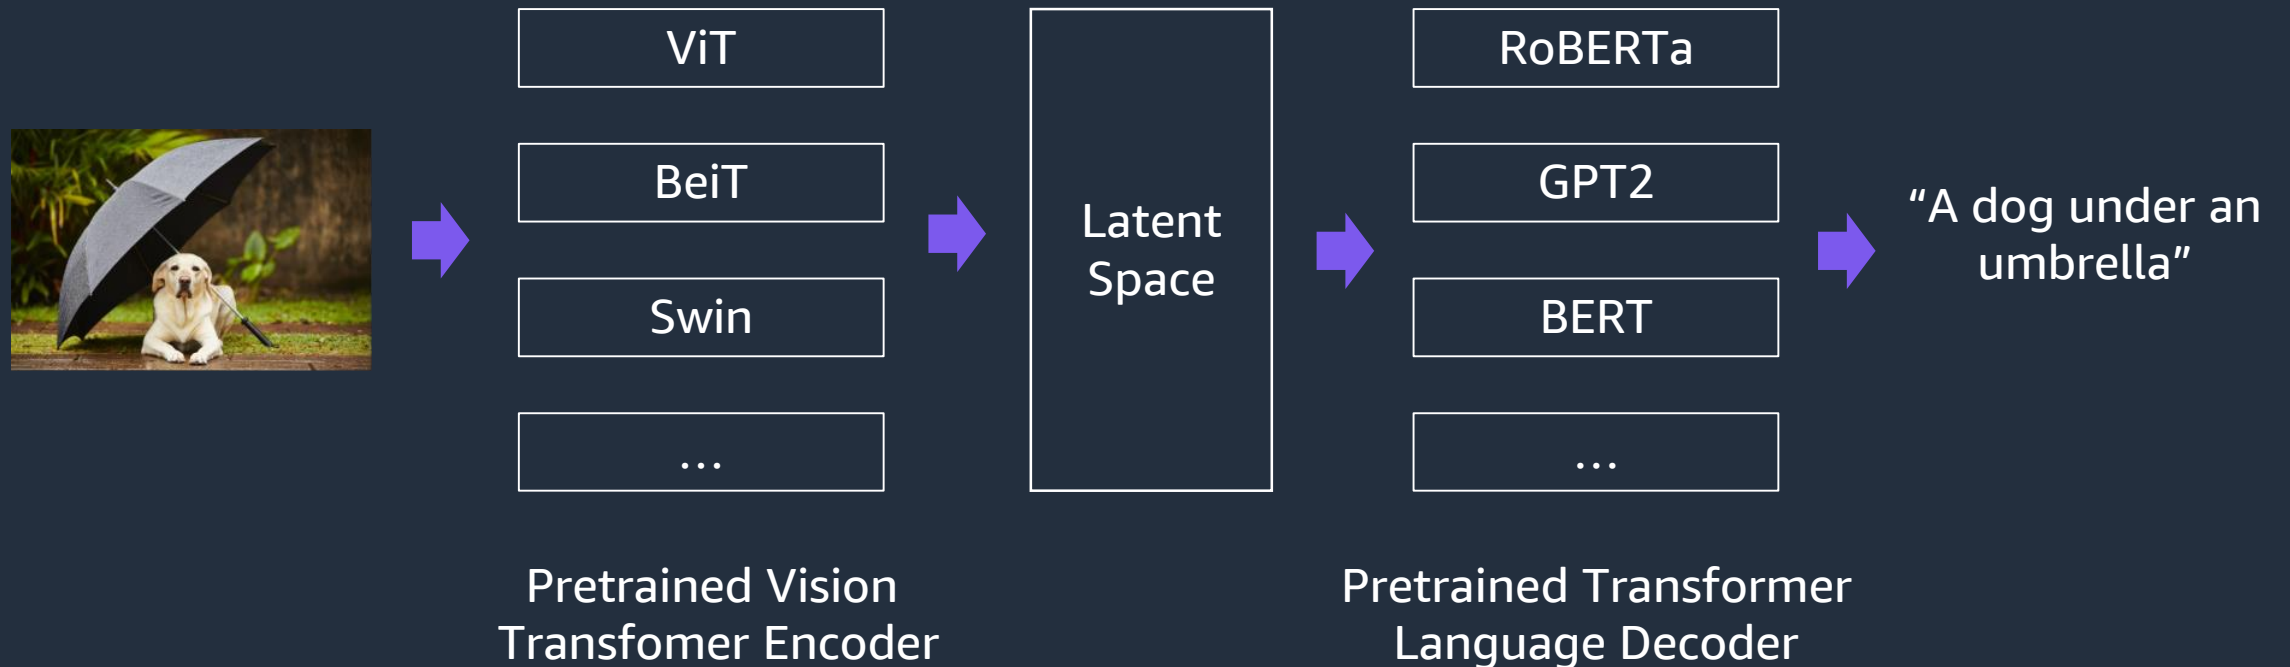 ViT
BeiT
Swin
…
Pretrained Vision
Transfomer Encoder
Latent
Space
RoBERTa
GPT2
BERT
…
Pretrained Transformer
Language Decoder
“A dog under an
umbrella”